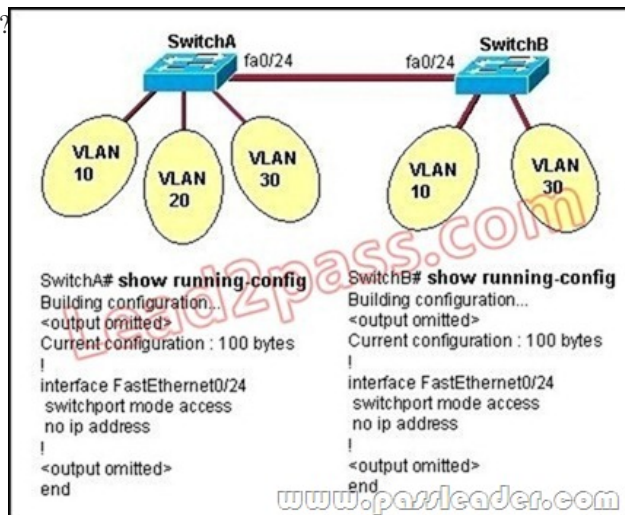 ?
SwitchA
SwitchB
fa0/24
fa0/24
VLAN
10
VLAN
20
VLAN
30
VLAN
10
VLAN
30
Lead2pass.com
SwitchA# show running-config
Building configuration...
<output omitted>
Current configuration : 100 bytes
!
interface FastEthernet0/24
switchport mode access
no ip address
!
<output omitted>
end
SwitchB# show running-config
Building configuration...
<output omitted>
Current configuration : 100 bytes
!
interface FastEthernet0/24
switchport mode access
no ip address
!
<output omitted>
end
www.passleader.com